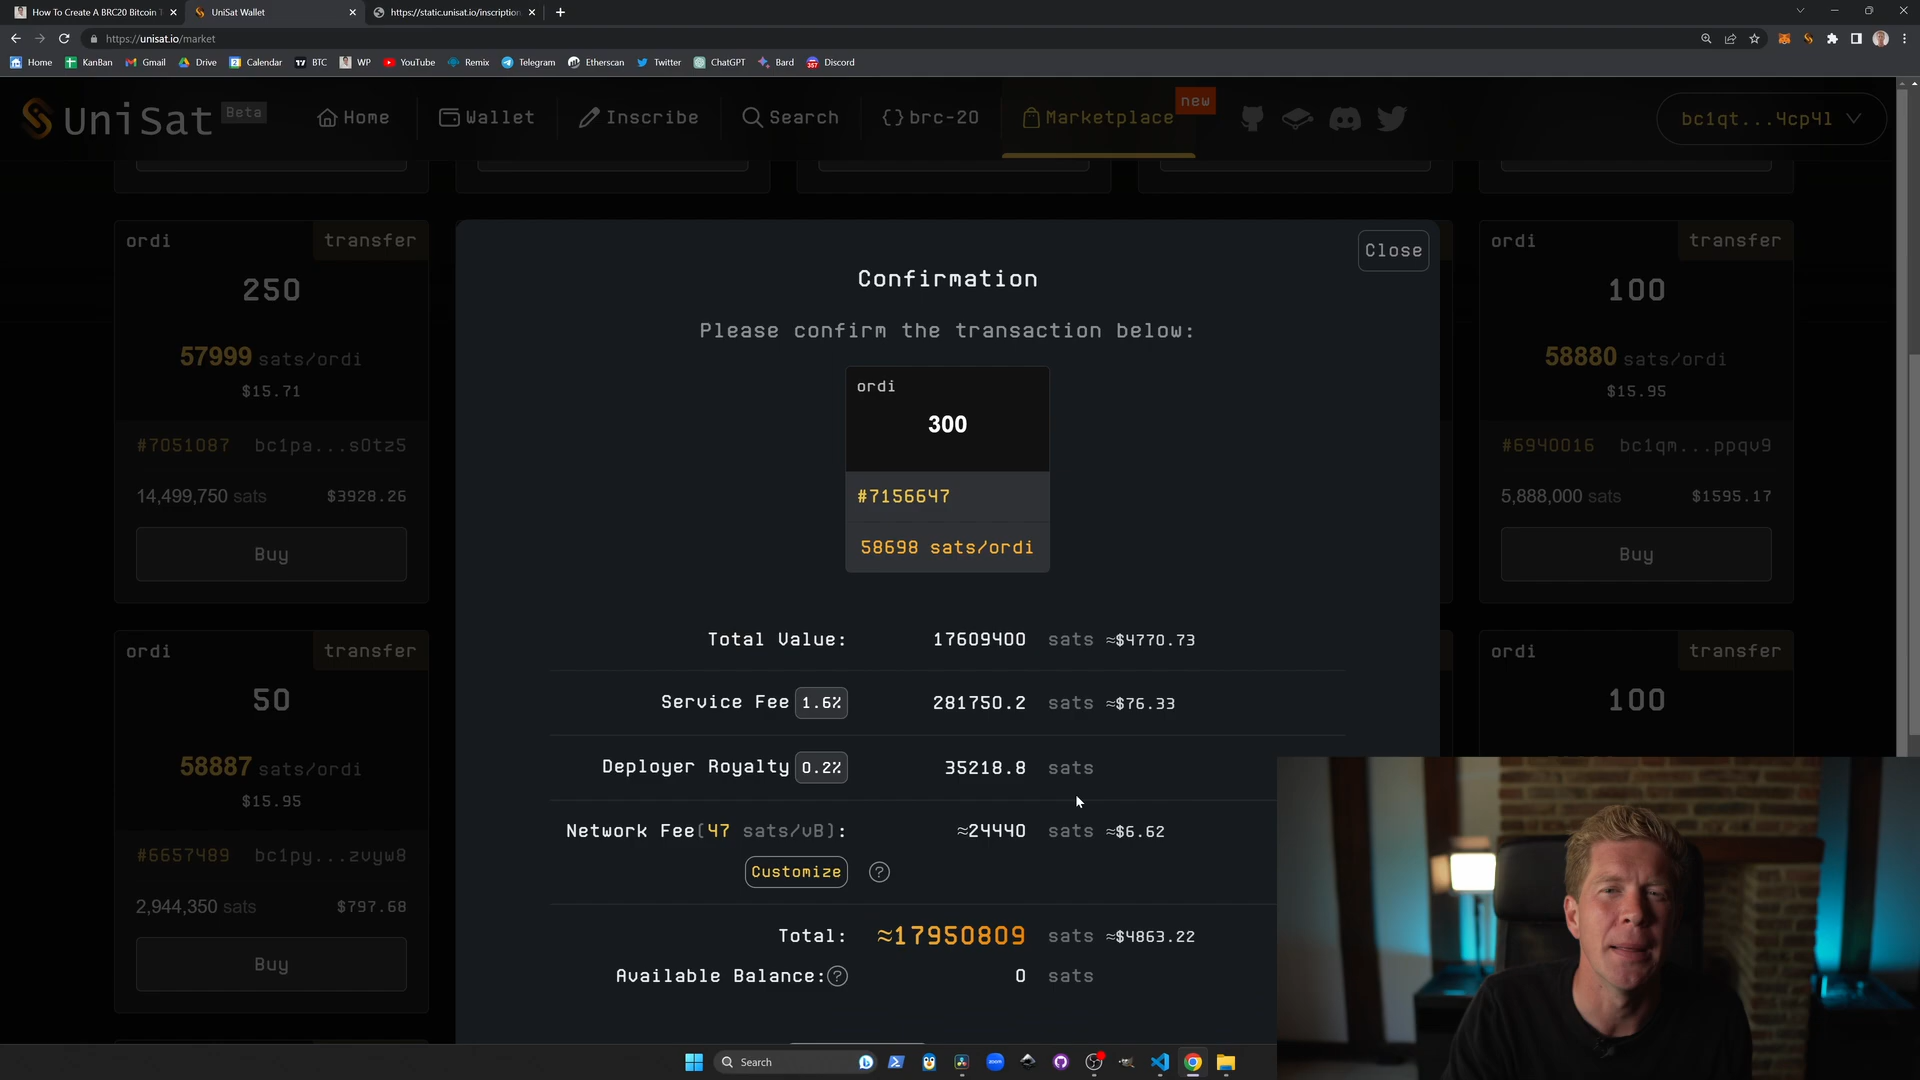 How To Create A BRC20 Bitcoin T
UniSat Wallet
https://static.unisat.io/inscription
https://unisat.io/market
Home
KanBan
Gmail
Drive
Calendar
BTC
WP
YouTube
Remix
Telegram
Etherscan
Twitter
ChatGPT
Bard
Discord
UniSat
Beta
Home
Wallet
Inscribe
Search
{} brc-20
Marketplace
new
bc1qt...4cp4l
ordi
transfer
250
57999 sats/ordi
$15.71
#7051087 bc1pa...s0tz5
14,499,750 sats $3928.26
Buy
ordi
transfer
50
58887 sats/ordi
$15.95
#6657489 bc1py...zvyw8
2,944,350 sats $797.68
Buy
Close
Confirmation
Please confirm the transaction below:
ordi
300
#7156647
58698 sats/ordi
Total Value: 17609400 sats ≈$4770.73
Service Fee 1.6% 281750.2 sats ≈$76.33
Deployer Royalty 0.2% 35218.8 sats
Network Fee(47 sats/vB): ≈24440 sats ≈$6.62
Customize ?
Total: ≈17950809 sats ≈$4863.22
Available Balance:? 0 sats
ordi
transfer
100
58880 sats/ordi
$15.95
#6940016 bc1qm...ppqv9
5,888,000 sats $1595.17
Buy
ordi
transfer
100
Search
zoom